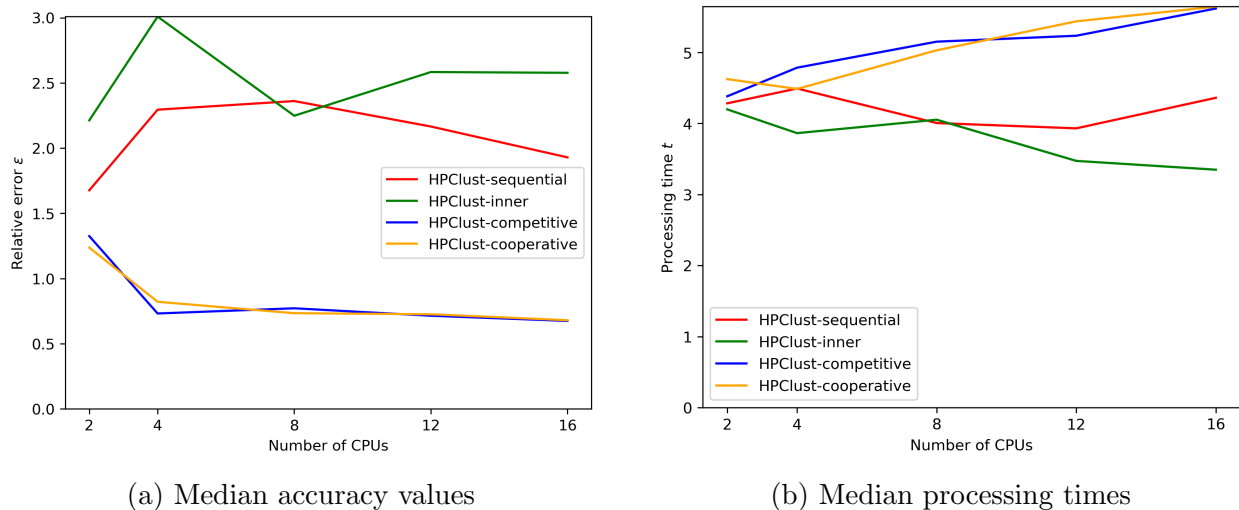 3.0
2.5
2.0
1.5
1.0
0.5
0.0
Relative error ε
HPClust-sequential
HPClust-inner
HPClust-competitive
HPClust-cooperative
2 4 8 12 16
Number of CPUs
(a) Median accuracy values
5
4
3
2
1
0
Processing time t
HPClust-sequential
HPClust-inner
HPClust-competitive
HPClust-cooperative
2 4 8 12 16
Number of CPUs
(b) Median processing times